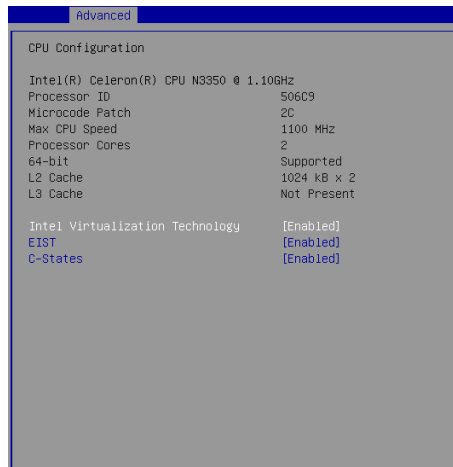 Advanced
CPU Configuration
Intel(R) Celeron(R) CPU N3350 @ 1.10GHz
Processor ID 506C9
Microcode Patch 2C
Max CPU Speed 1100 MHz
Processor Cores 2
64-bit Supported
L2 Cache 1024 kB x 2
L3 Cache Not Present
Intel Virtualization Technology [Enabled]
EIST [Enabled]
C-States [Enabled]